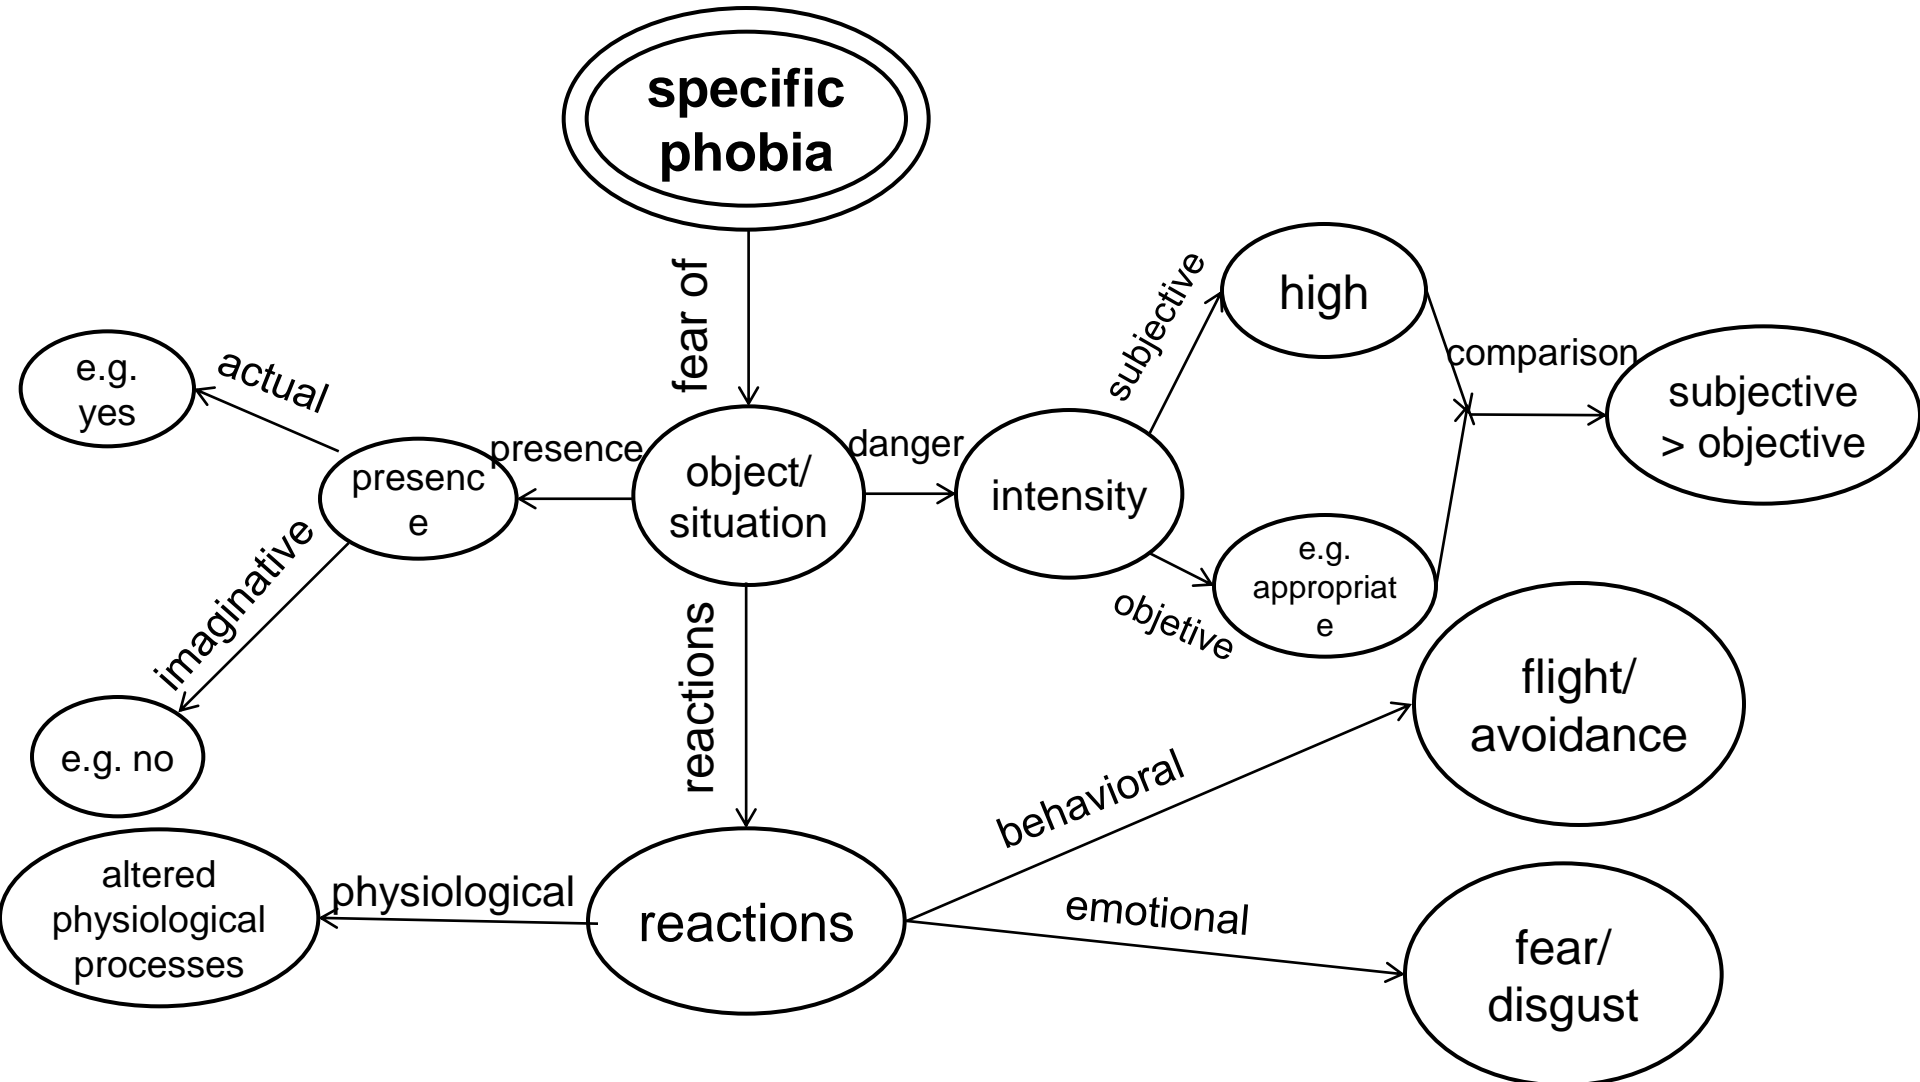 specific
phobia
fear of
subjective
high
comparison
subjective
> objective
e.g.
yes
actual
presence
presenc
e
object/
situation
danger
intensity
e.g.
appropriat
e
objetive
imaginative
e.g. no
reactions
flight/
avoidance
behavioral
altered
physiological
processes
physiological
reactions
emotional
fear/
disgust